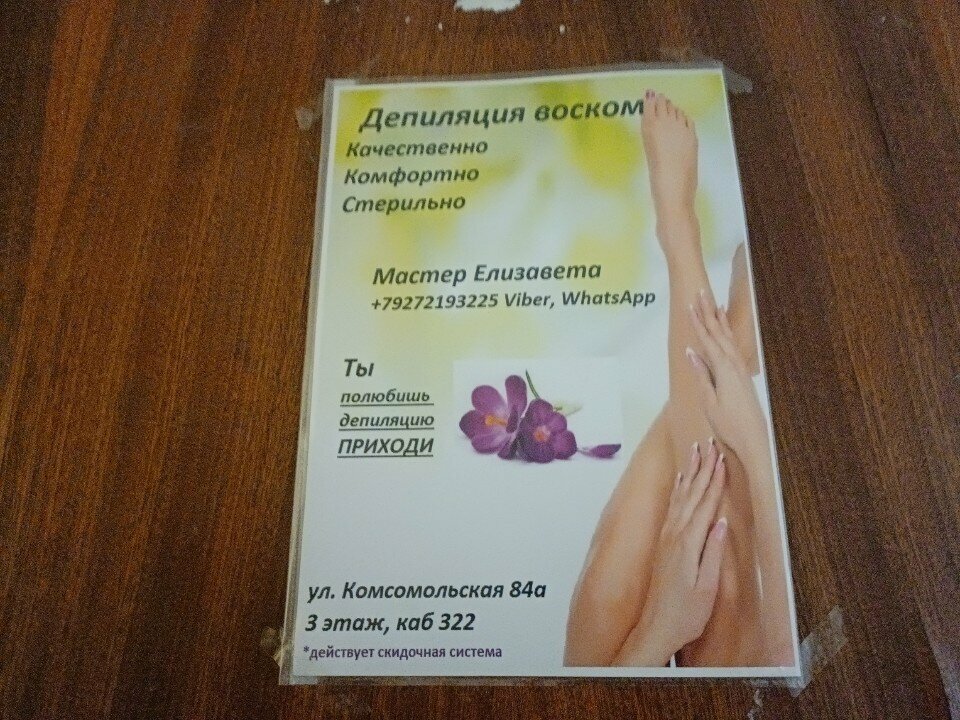 Депиляция воском
Качественно
Комфортно
Стерильно
Мастер Елизавета
+79272193225 Viber, WhatsApp
Ты
полюбишь
депиляцию
ПРИХОДИ
ул. Комсомольская 84а
3 этаж, каб 322
*действует скидочная система